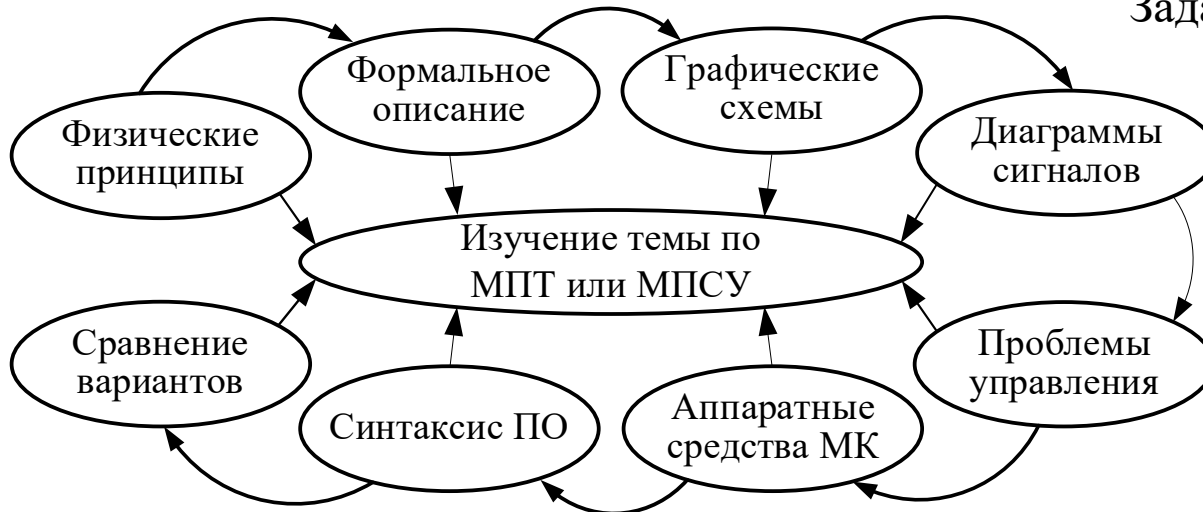 Формальное
описание
Графические
схемы
Физические
принципы
Диаграммы
сигналов
Изучение темы по
МПТ или МПСУ
Сравнение
вариантов
Синтаксис ПО
Аппаратные
средства МК
Проблемы
управления